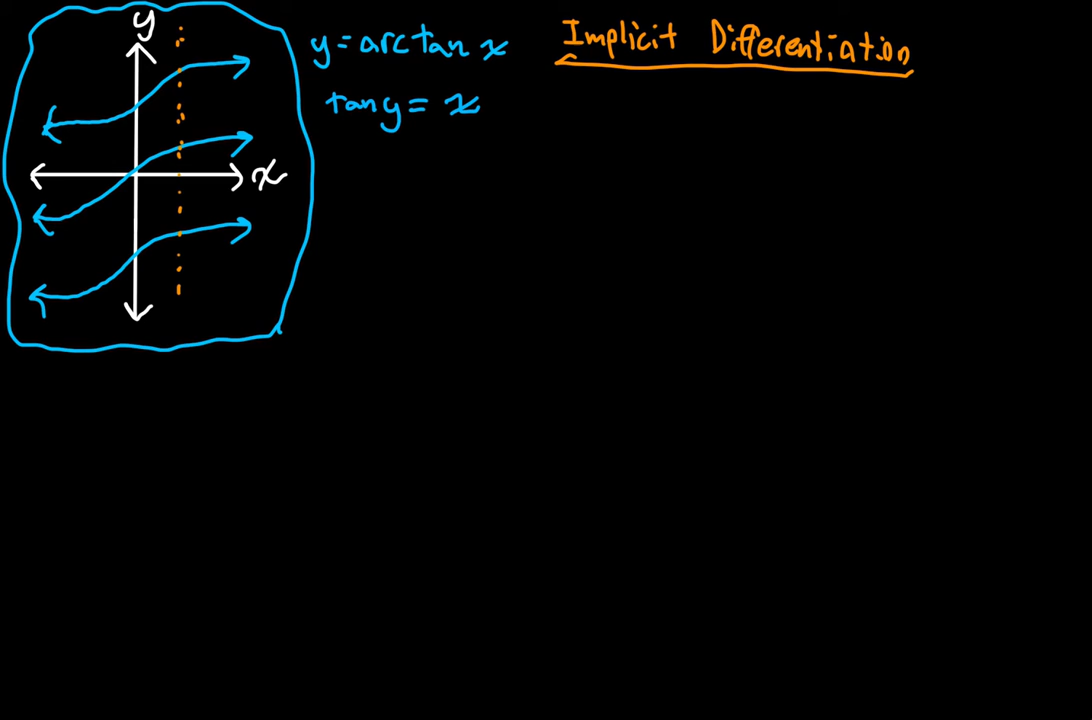 y
y = arctan x
Implicit Differentiation
tan y = x
x